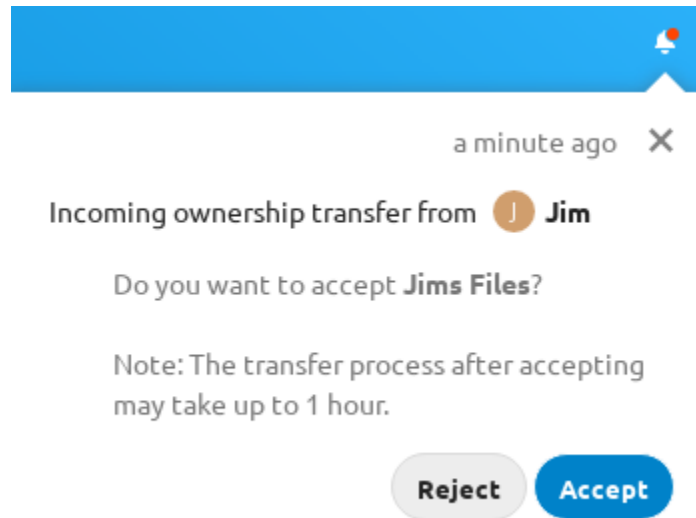 a minute ago
Incoming ownership transfer from J Jim
Do you want to accept Jims Files?
Note: The transfer process after accepting
may take up to 1 hour.
Reject Accept